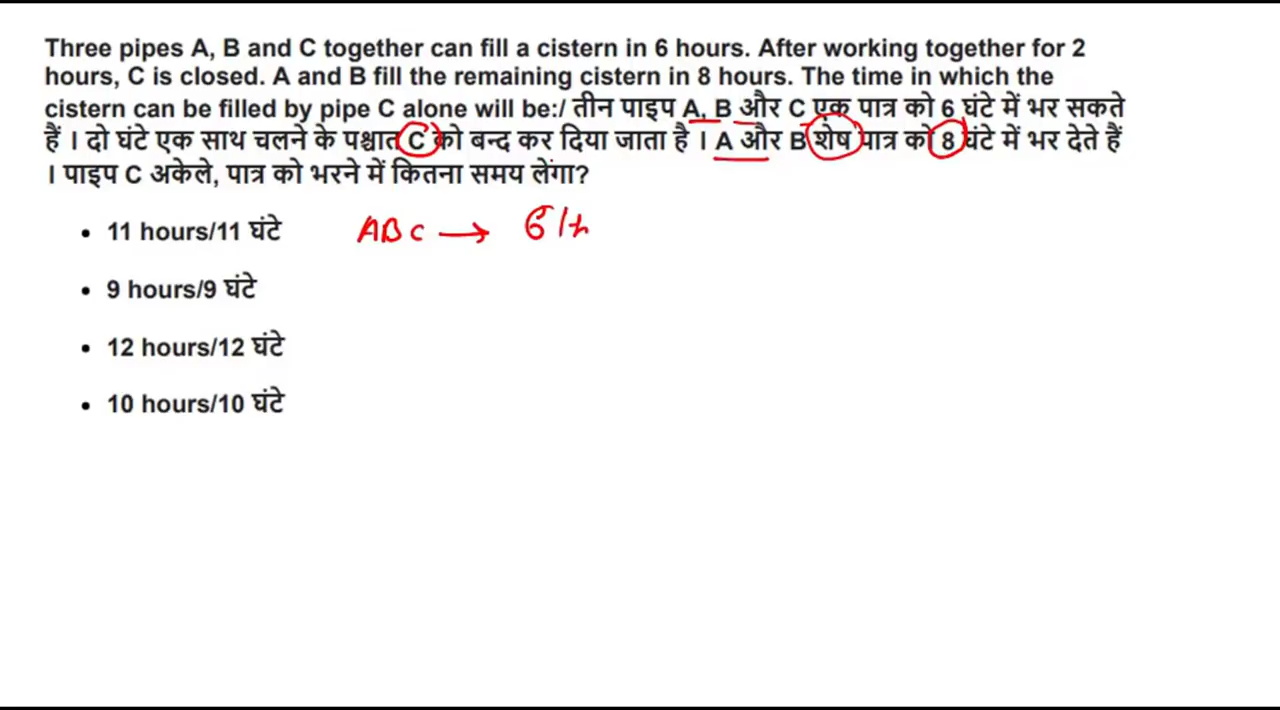 Three pipes A, B and C together can fill a cistern in 6 hours. After working together for 2
hours, C is closed. A and B fill the remaining cistern in 8 hours. The time in which the
cistern can be filled by pipe C alone will be:/ तीन पाइप A, B और C एक पात्र को 6 घंटे में भर सकते
हैं । दो घंटे एक साथ चलने के पश्चात C को बन्द कर दिया जाता है । A और B शेष पात्र को 8 घंटे में भर देते हैं
। पाइप C अकेले, पात्र को भरने में कितना समय लेंगा?
• 11 hours/11 घंटे
ABC → 6 h
• 9 hours/9 घंटे
• 12 hours/12 घंटे
• 10 hours/10 घंटे